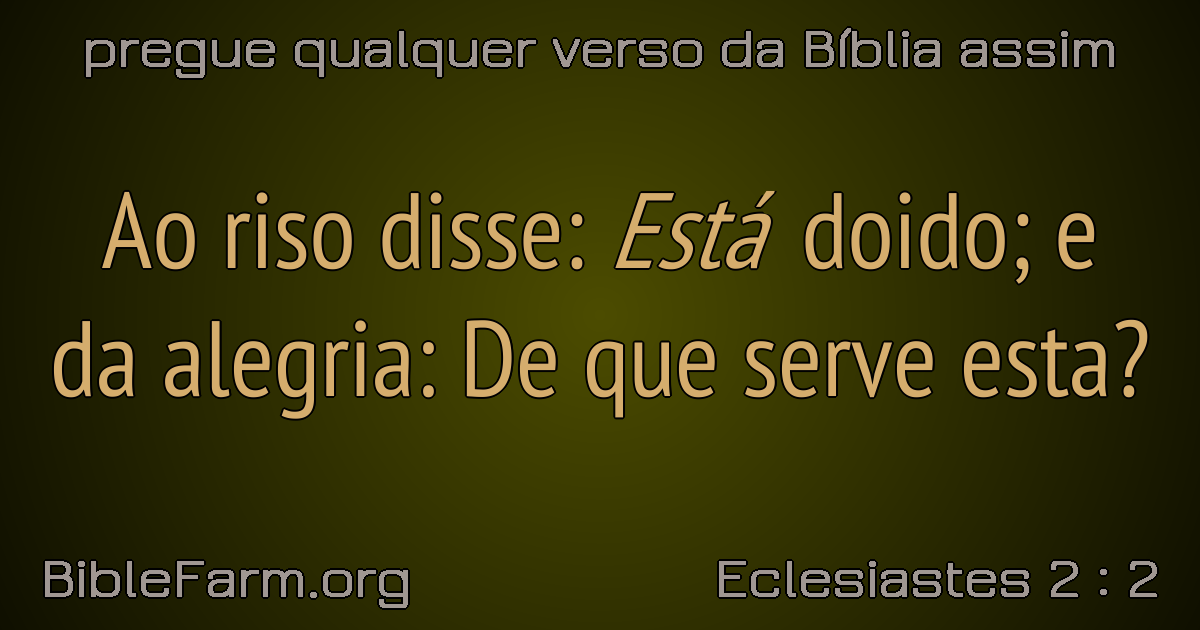 pregue qualquer verso da Bíblia assim
Ao riso disse: Está doido; e
da alegria: De que serve esta?
BibleFarm.org
Eclesiastes 2 : 2